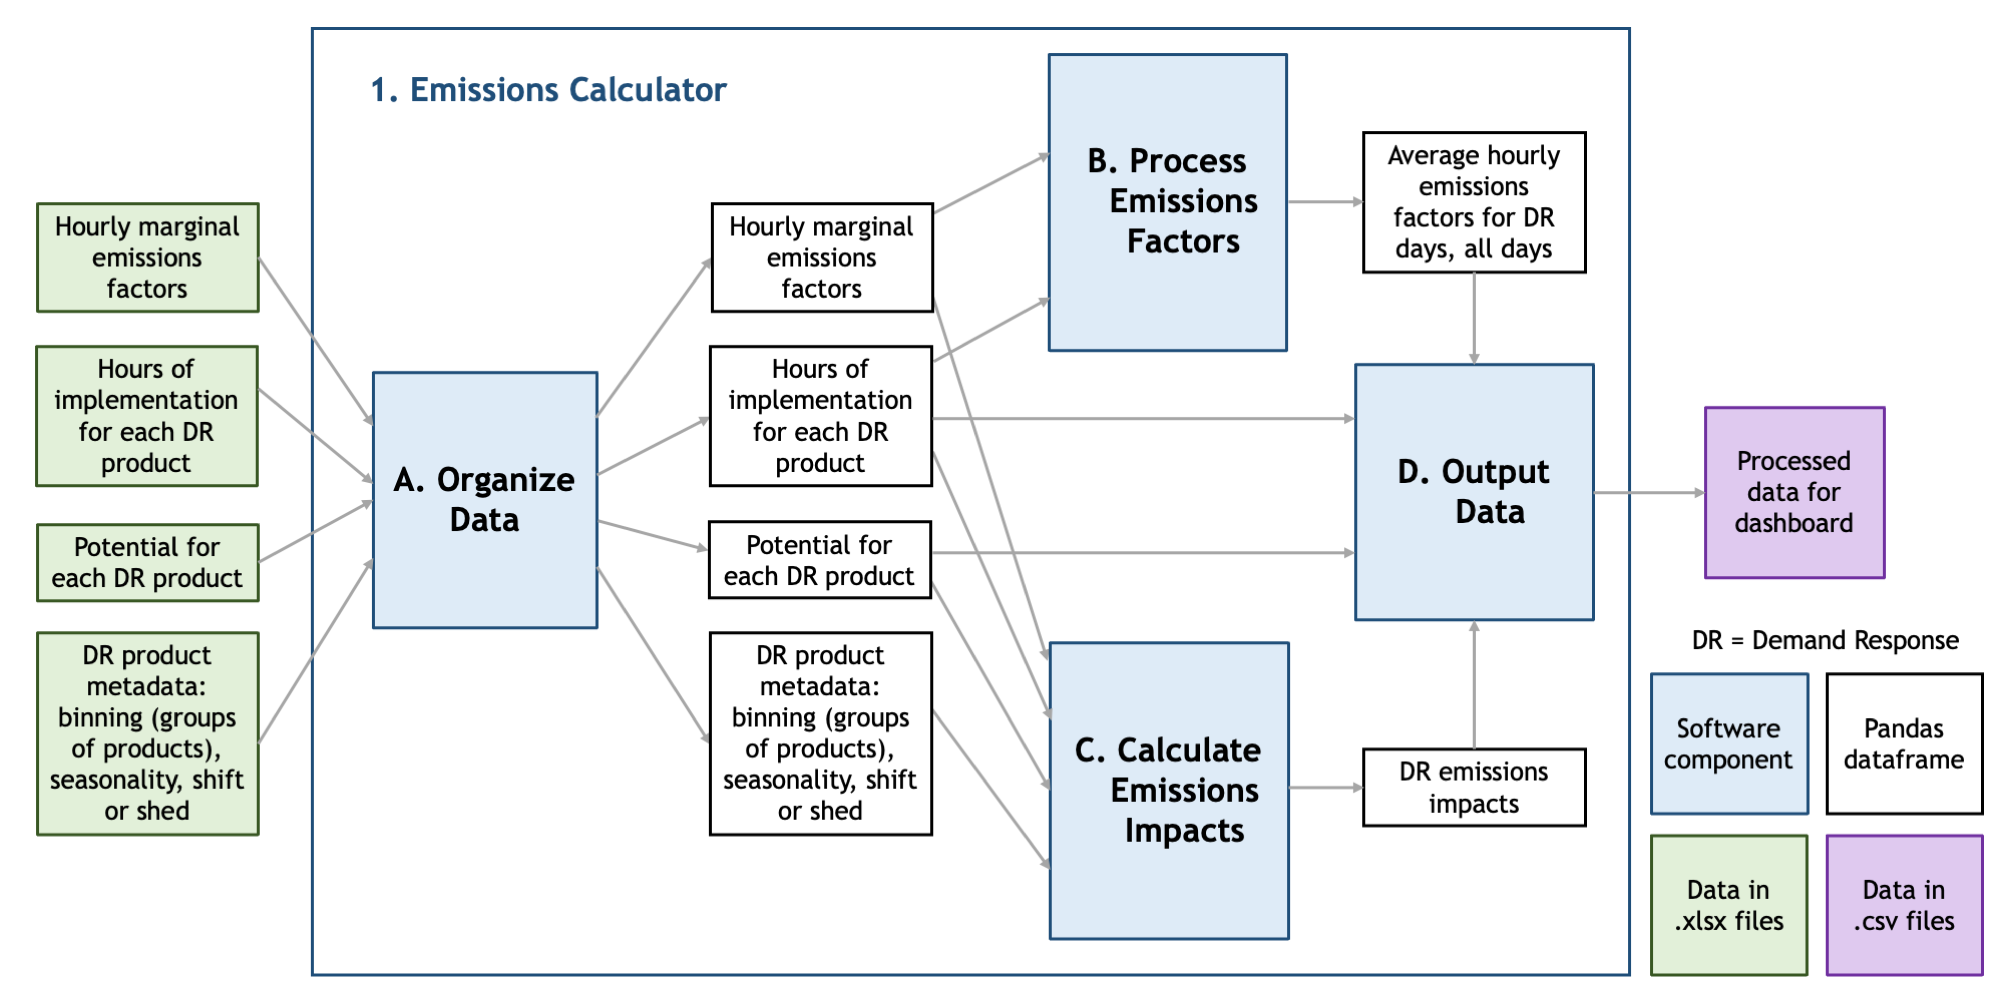 1. Emissions Calculator
Hourly marginal
emissions
factors
Hours of
implementation
for each DR
product
Potential for
each DR product
DR product
metadata:
binning (groups
of products),
seasonality, shift
or shed
A. Organize
Data
Hourly marginal
emissions
factors
Hours of
implementation
for each DR
product
Potential for
each DR product
DR product
metadata:
binning (groups
of products),
seasonality, shift
or shed
B. Process
Emissions
Factors
C. Calculate
Emissions
Impacts
Average hourly
emissions
factors for DR
days, all days
D. Output
Data
DR emissions
impacts
Processed
data for
dashboard
DR = Demand Response
Software
component
Pandas
dataframe
Data in
.xlsx files
Data in
.csv files